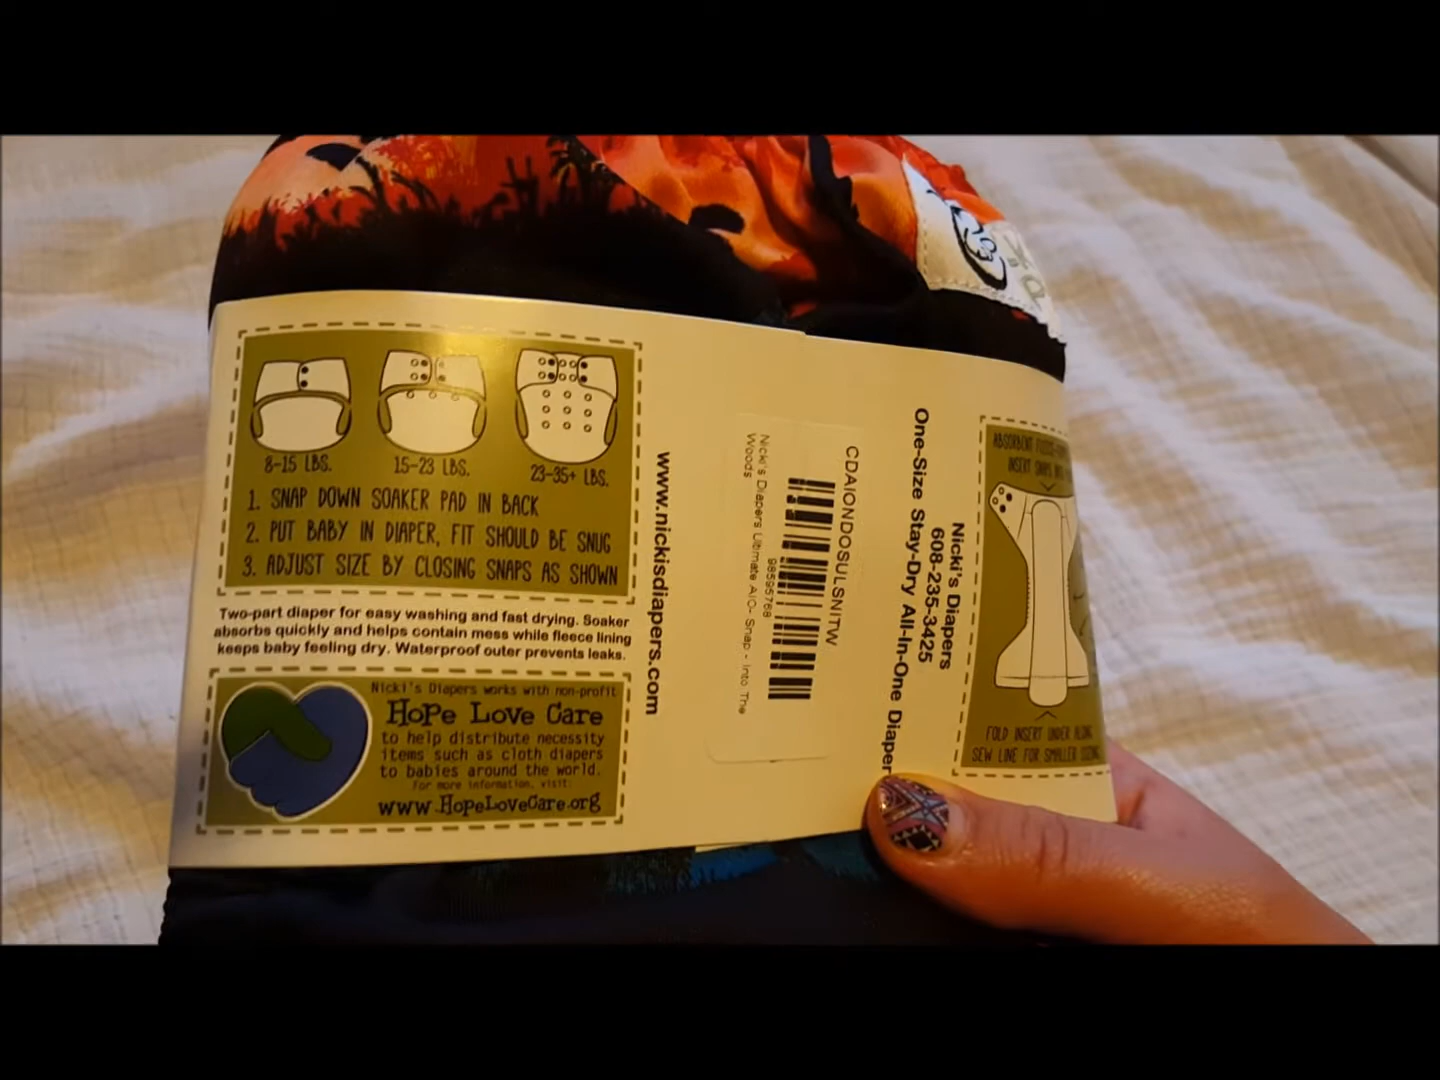 8-15 LBS.
15-23 LBS.
23-35+ LBS.
1. SNAP DOWN SOAKER PAD IN BACK
2. PUT BABY IN DIAPER, FIT SHOULD BE SNUG
3. ADJUST SIZE BY CLOSING SNAPS AS SHOWN
Two-part diaper for easy washing and fast drying. Soaker
absorbs quickly and helps contain mess while fleece lining
keeps baby feeling dry. Waterproof outer prevents leaks.
Nicki's Diapers works with non-profit
HoPe Love Care
to help distribute necessity
items such as cloth diapers
to babies around the world.
For more information, visit:
www.HopeLoveCare.org
www.nickisdiapers.com
CDAIONDOSULSNITW
98595768
Nicki's Diapers Ultimate AIO- Snap - Into The
Woods
Nicki's Diapers
608-235-3425
One-Size Stay-Dry All-In-One Diaper
ABSORBENT
INSERT SNAPS
FOLD INSERT UNDER ALONG
SEW LINE FOR SMALLER